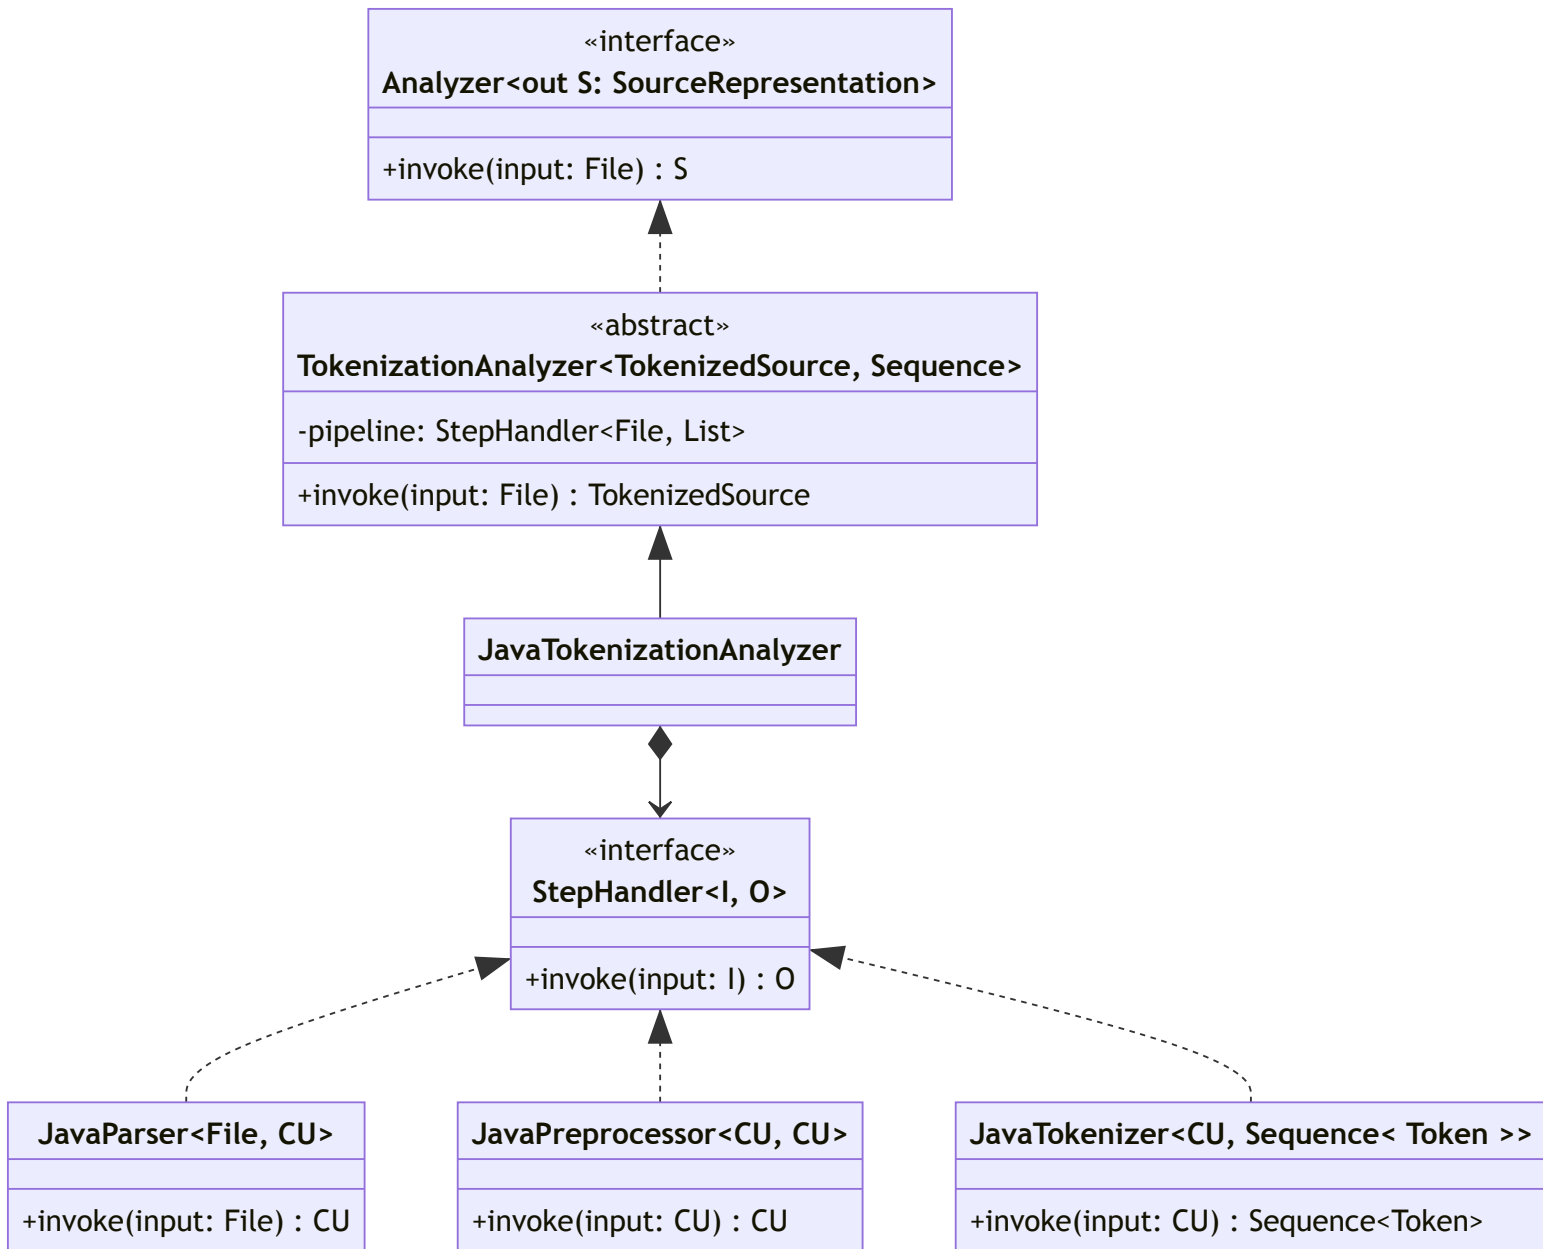 «interface»
Analyzer<out S: SourceRepresentation>
+invoke(input: File) : S
«abstract»
TokenizationAnalyzer<TokenizedSource, Sequence>
-pipeline: StepHandler<File, List>
+invoke(input: File) : TokenizedSource
JavaTokenizationAnalyzer
«interface»
StepHandler<I, O>
+invoke(input: I) : O
JavaParser<File, CU>
+invoke(input: File) : CU
JavaPreprocessor<CU, CU>
+invoke(input: CU) : CU
JavaTokenizer<CU, Sequence< Token >>
+invoke(input: CU) : Sequence<Token>